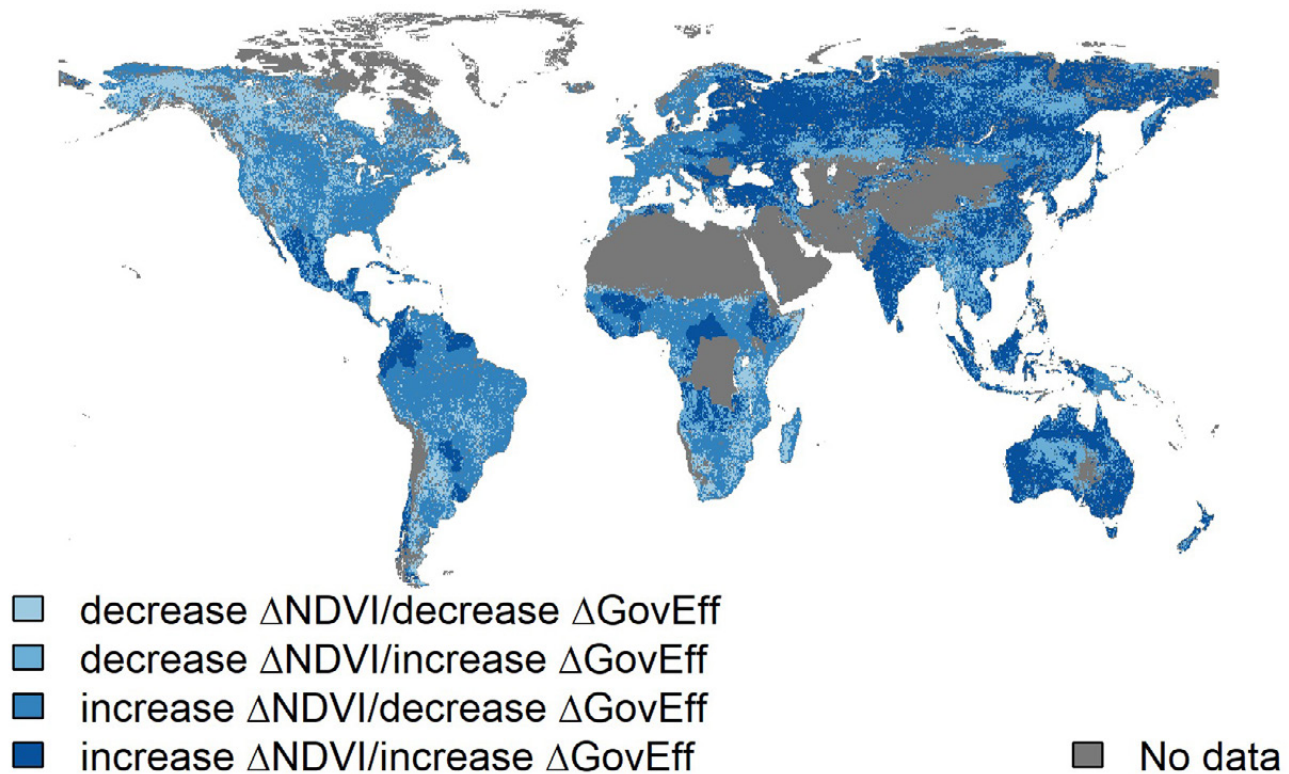 decrease ΔNDVI/decrease ΔGovEff
decrease ΔNDVI/increase ΔGovEff
increase ΔNDVI/decrease ΔGovEff
increase ΔNDVI/increase ΔGovEff
No data